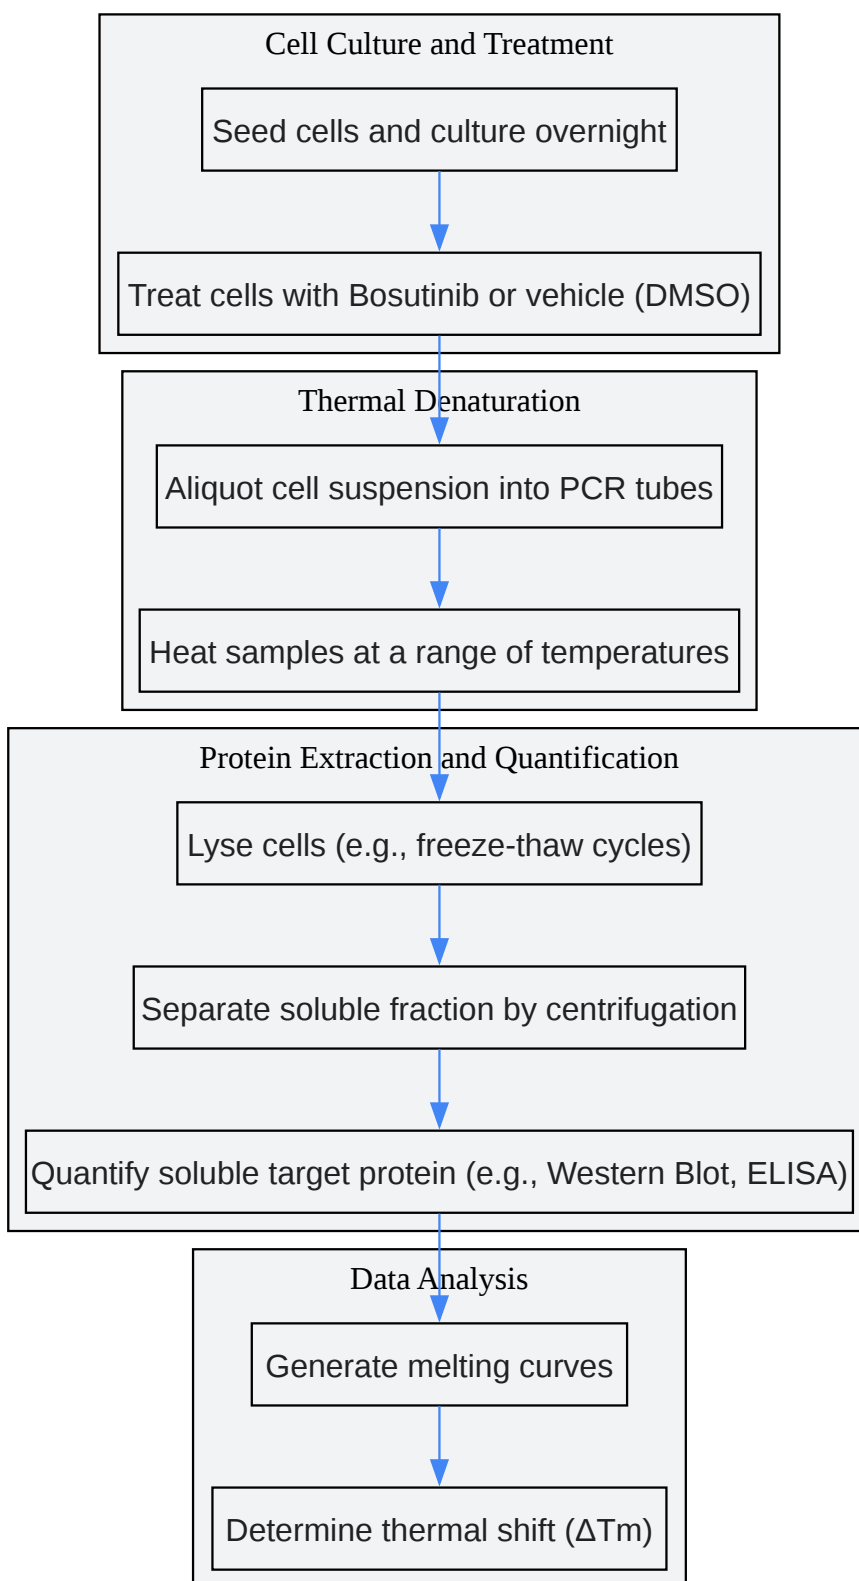 Cell Culture and Treatment
Seed cells and culture overnight
Treat cells with Bosutinib or vehicle (DMSO)
Thermal Denaturation
Aliquot cell suspension into PCR tubes
Heat samples at a range of temperatures
Protein Extraction and Quantification
Lyse cells (e.g., freeze-thaw cycles)
Separate soluble fraction by centrifugation
Quantify soluble target protein (e.g., Western Blot, ELISA)
Data Analysis
Generate melting curves
Determine thermal shift (ΔTm)